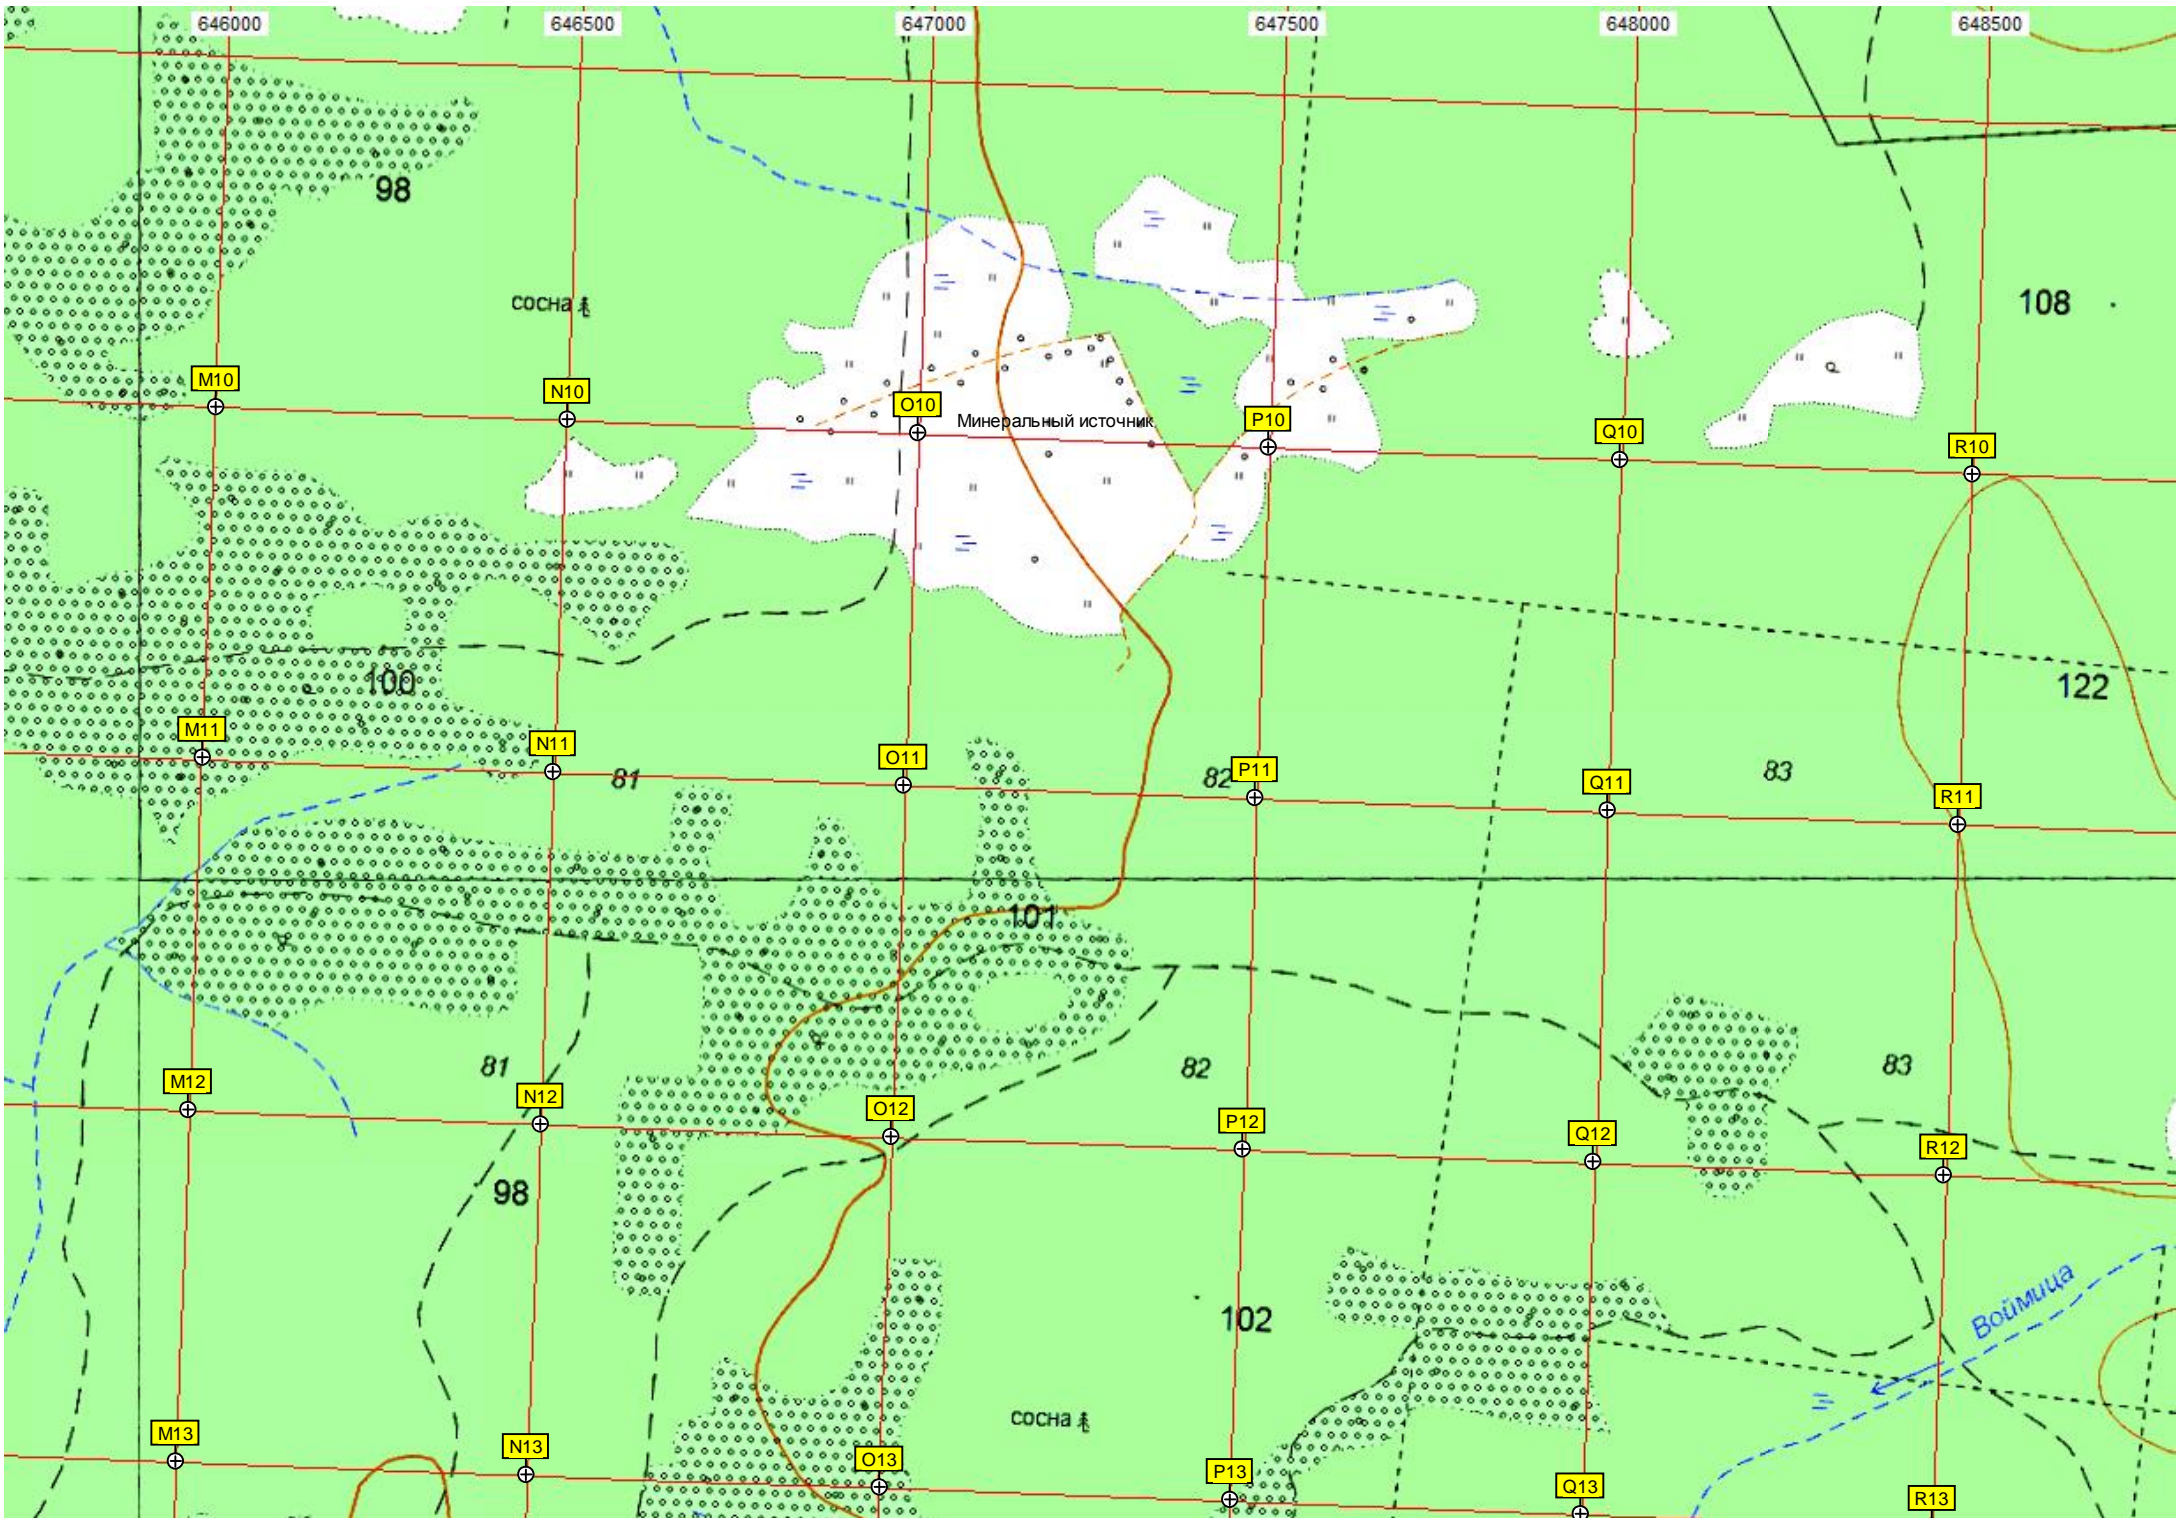 646000 646500 647000 647500 648000 648500
98
сосна
108
M10 N10 O10 Минеральный источник P10 Q10 R10
100
122
M11 N11 81 O11 82 P11 Q11 83 R11
101
81 82 83
M12 N12 O12 P12 Q12 R12
98
102
Воймица
сосна
M13 N13 O13 P13 Q13 R13